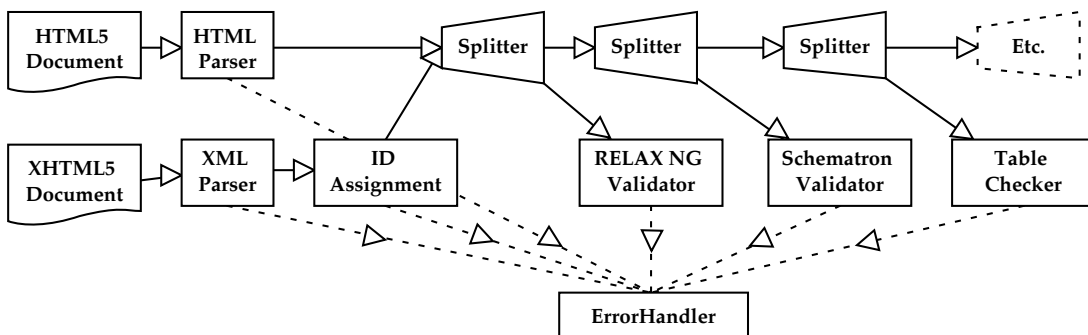 HTML5
Document
HTML
Parser
Splitter
Splitter
Splitter
Etc.
XHTML5
Document
XML
Parser
ID
Assignment
RELAX NG
Validator
Schematron
Validator
Table
Checker
ErrorHandler